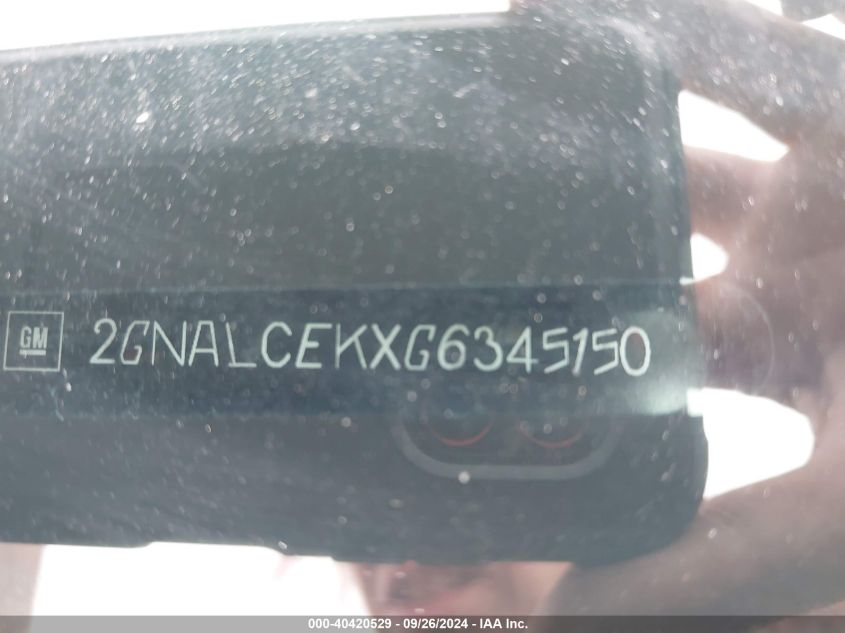 GM 2GNALCEKXG6345150
000-40420529 - 09/26/2024 - IAA Inc.